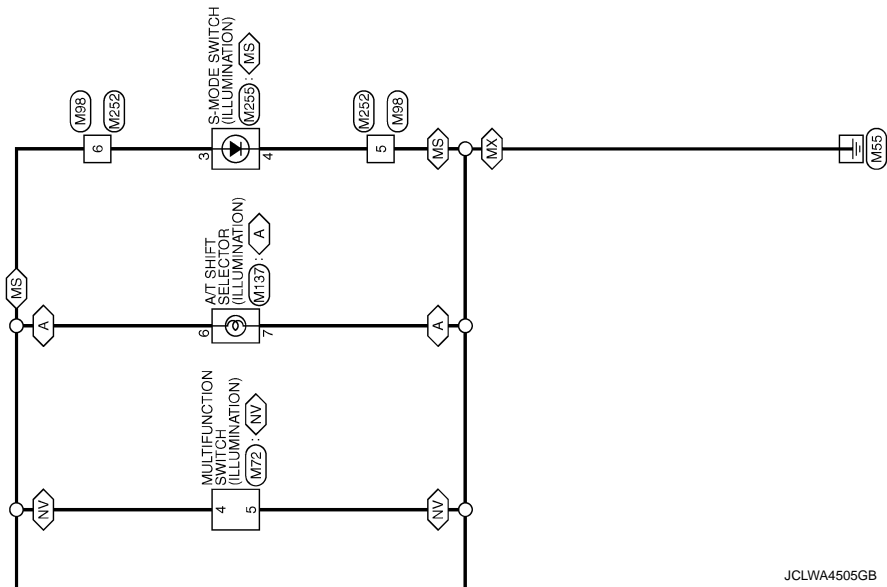 M98
M252
6
S-MODE SWITCH
(ILLUMINATION)
M255 : MS
3
4
M252
M98
5
MS
MX
M55
MS
A
A/T SHIFT
SELECTOR
(ILLUMINATION)
M137 : A
6
7
A
NV
MULTIFUNCTION
SWITCH
(ILLUMINATION)
M72 : NV
4
5
NV
JCLWA4505GB